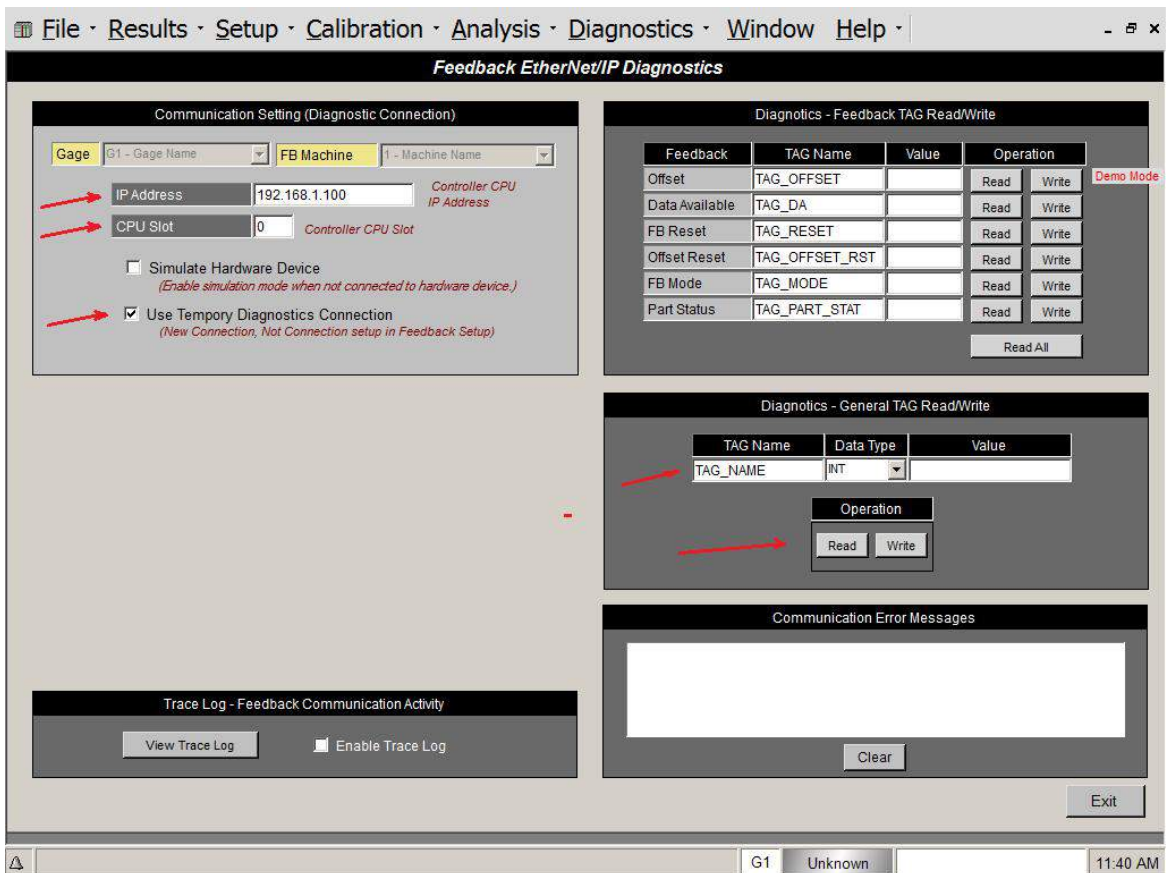 File Results Setup Calibration Analysis Diagnostics Window Help
Feedback EtherNet/IP Diagnostics
Communication Setting (Diagnostic Connection)
Gage G1 - Gage Name FB Machine 1 - Machine Name
IP Address 192.168.1.100 Controller CPU
IP Address
CPU Slot 0 Controller CPU Slot
Simulate Hardware Device
(Enable simulation mode when not connected to hardware device.)
Use Tempory Diagnostics Connection
(New Connection, Not Connection setup in Feedback Setup)
Diagnotics - Feedback TAG Read/Write
Feedback TAG Name Value Operation
Offset TAG_OFFSET Read Write Demo Mode
Data Available TAG_DA Read Write
FB Reset TAG_RESET Read Write
Offset Reset TAG_OFFSET_RST Read Write
FB Mode TAG_MODE Read Write
Part Status TAG_PART_STAT Read Write
Read All
Diagnotics - General TAG Read/Write
TAG Name Data Type Value
TAG_NAME INT
Operation
Read Write
Communication Error Messages
Clear
Trace Log - Feedback Communication Activity
View Trace Log Enable Trace Log
Exit
G1 Unknown 11:40 AM